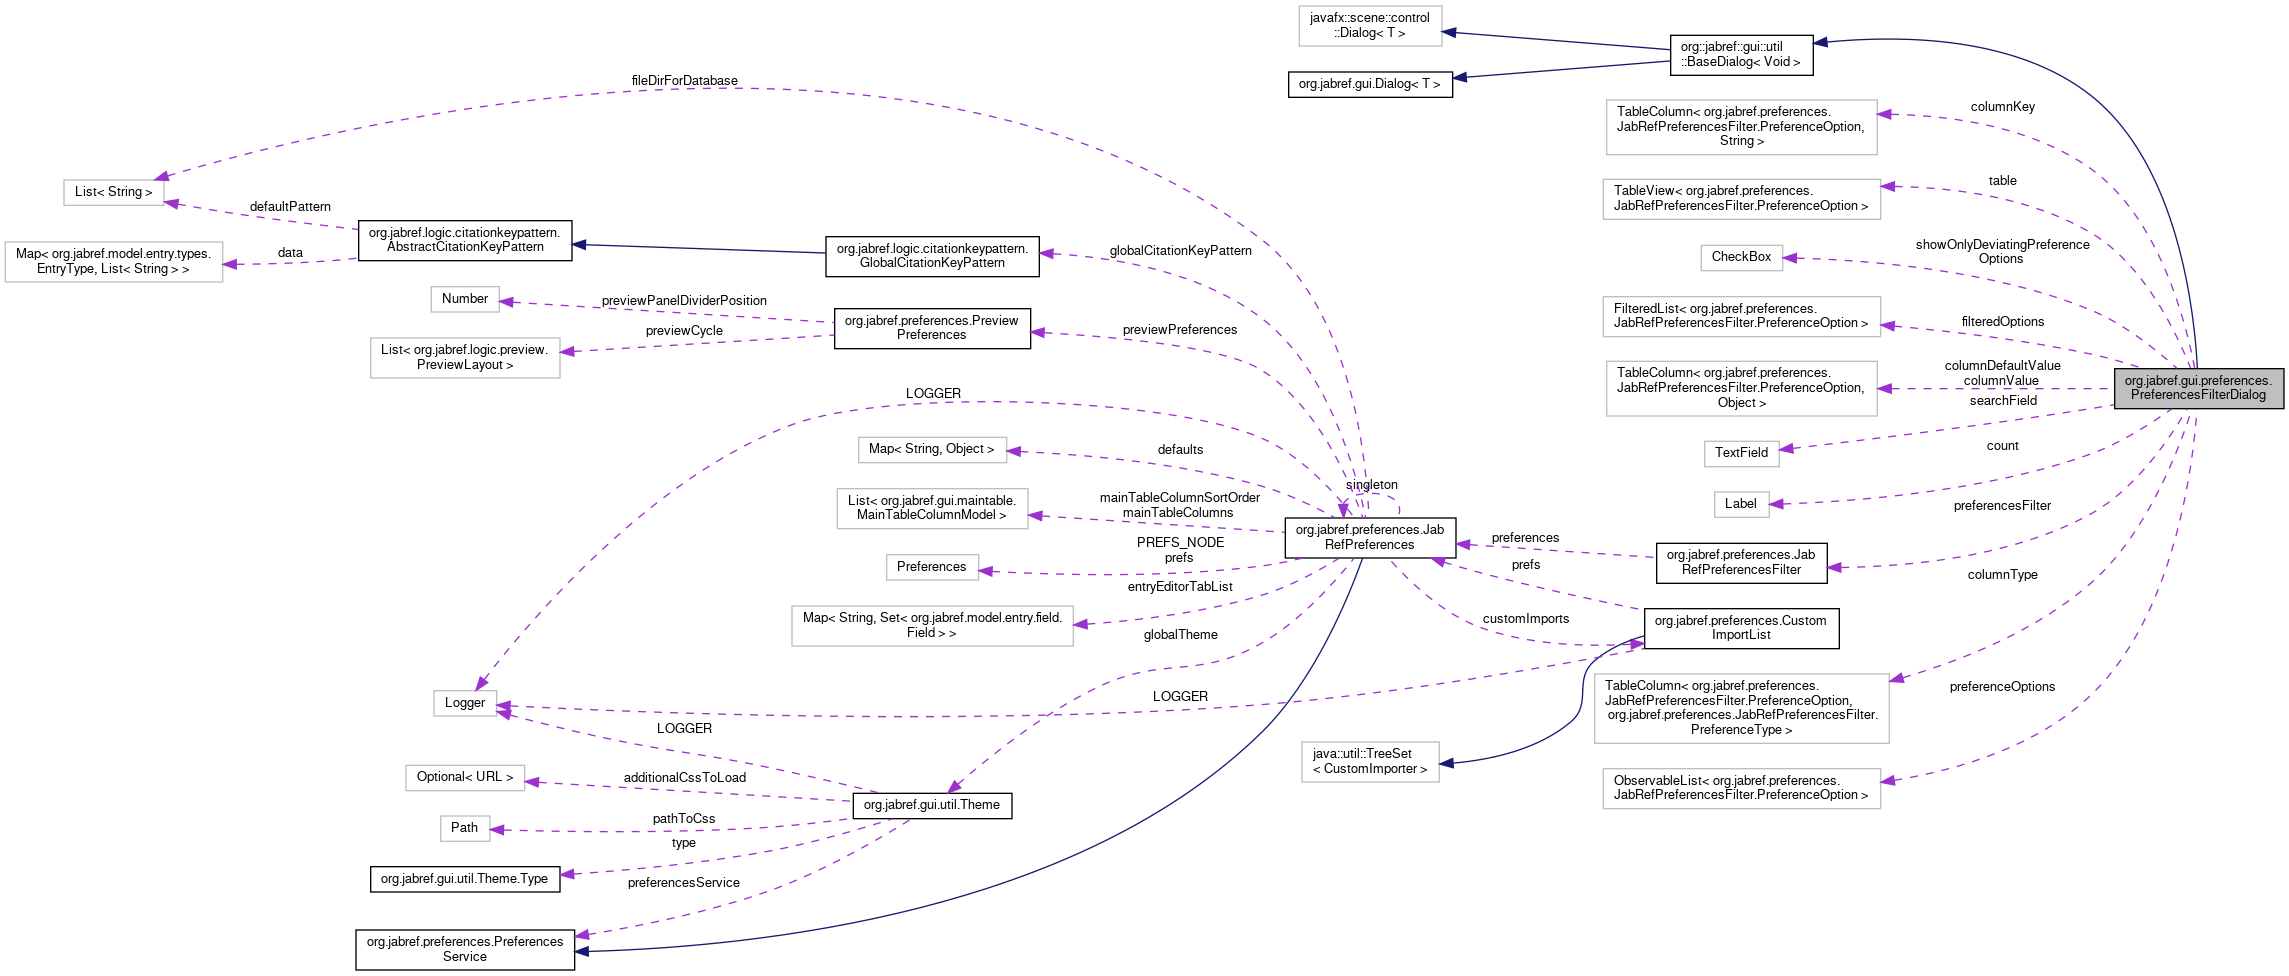 javafx::scene::control
::Dialog< T >
org::jabref::gui::util
::BaseDialog< Void >
org.jabref.gui.Dialog< T >
fileDirForDatabase
columnKey
TableColumn< org.jabref.preferences.
JabRefPreferencesFilter.PreferenceOption,
String >
List< String >
defaultPattern
table
TableView< org.jabref.preferences.
JabRefPreferencesFilter.PreferenceOption >
org.jabref.logic.citationkeypattern.
AbstractCitationKeyPattern
Map< org.jabref.model.entry.types.
EntryType, List< String > >
data
org.jabref.logic.citationkeypattern.
GlobalCitationKeyPattern
globalCitationKeyPattern
showOnlyDeviatingPreference
Options
CheckBox
Number
previewPanelDividerPosition
org.jabref.preferences.Preview
Preferences
previewPreferences
previewCycle
List< org.jabref.logic.preview.
PreviewLayout >
FilteredList< org.jabref.preferences.
JabRefPreferencesFilter.PreferenceOption >
filteredOptions
TableColumn< org.jabref.preferences.
JabRefPreferencesFilter.PreferenceOption,
Object >
columnDefaultValue
columnValue
org.jabref.gui.preferences.
PreferencesFilterDialog
LOGGER
searchField
TextField
Map< String, Object >
defaults
count
Label
singleton
List< org.jabref.gui.maintable.
MainTableColumnModel >
mainTableColumnSortOrder
mainTableColumns
preferencesFilter
org.jabref.preferences.Jab
RefPreferences
preferences
org.jabref.preferences.Jab
RefPreferencesFilter
Preferences
PREFS_NODE
prefs
prefs
columnType
entryEditorTabList
Map< String, Set< org.jabref.model.entry.field.
Field > >
customImports
org.jabref.preferences.Custom
ImportList
globalTheme
Logger
LOGGER
LOGGER
TableColumn< org.jabref.preferences.
JabRefPreferencesFilter.PreferenceOption,
org.jabref.preferences.JabRefPreferencesFilter.
PreferenceType >
preferenceOptions
java::util::TreeSet
< CustomImporter >
Optional< URL >
additionalCssToLoad
org.jabref.gui.util.Theme
ObservableList< org.jabref.preferences.
JabRefPreferencesFilter.PreferenceOption >
Path
pathToCss
type
org.jabref.gui.util.Theme.Type
preferencesService
org.jabref.preferences.Preferences
Service